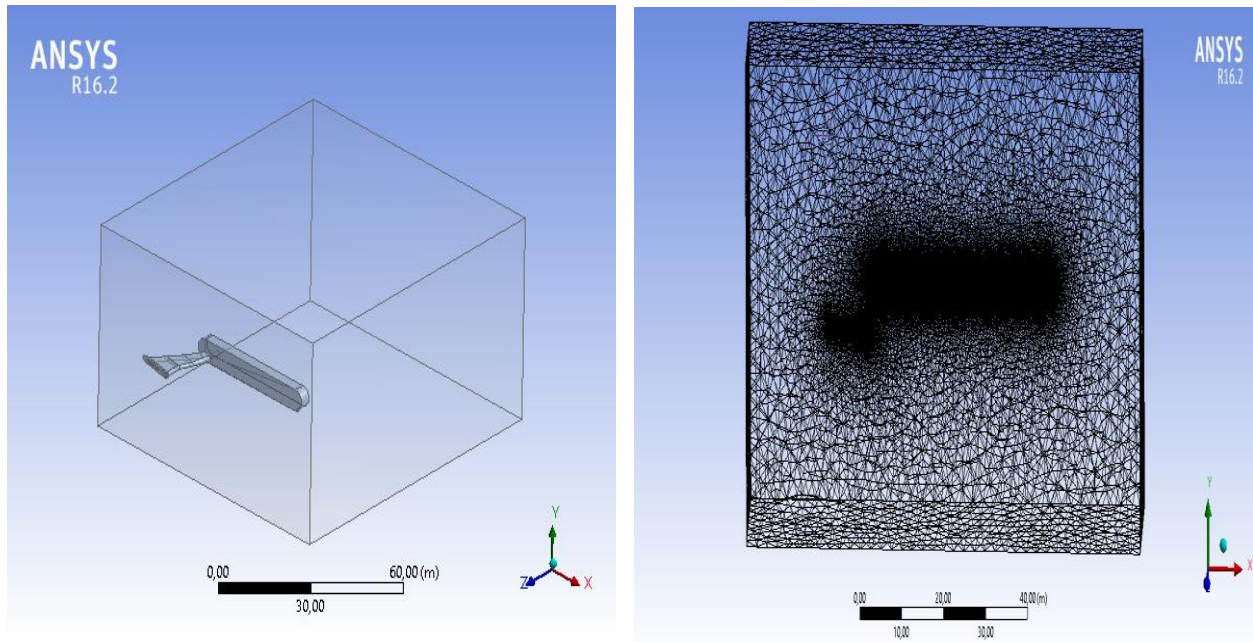 ANSYS
R16.2
Y
Z
X
0,00
60,00 (m)
30,00
ANSYS
R16.2
Y
X
Z
0,00
20,00
40,00 (m)
10,00
30,00